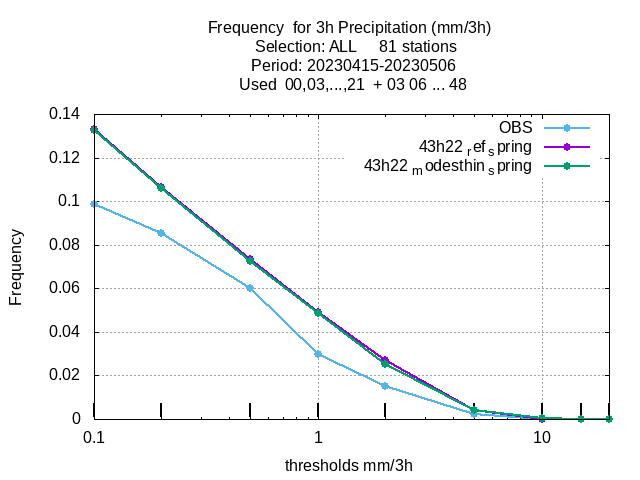 Frequency  for 3h Precipitation (mm/3h)
Selection: ALL     81 stations
Period: 20230415-20230506
Used  00,03,...,21  + 03 06 ... 48
0.14
0.12
0.1
0.08
0.06
0.04
0.02
0
Frequency
OBS
43h22 ref spring
43h22 modesthin spring
0.1
1
10
thresholds mm/3h